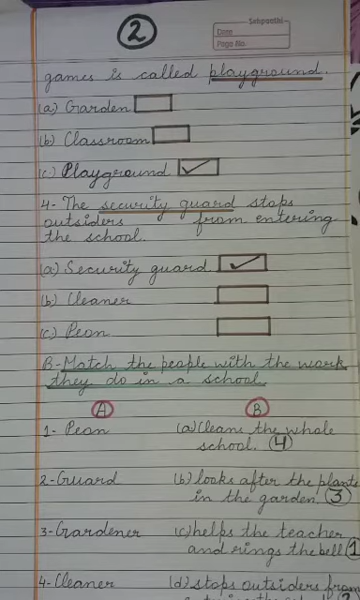 2
Sahpanthi
Date
Page No.
games is called playground.
(a) Garden
(b) Classroom
(c) Playground ✓
4- The security guard stops
outsiders from entering
the school.
(a) Security guard ✓
(b) Cleaner
(c) Peon
B- Match the people with the work
they do in a school.
A B
1- Peon (a) Cleans the whole
school. 4
2- Guard (b) looks after the plants
in the garden. 3
3- Gardener (c) helps the teacher
and rings the bell 1
4- Cleaner (d) stops outsiders from